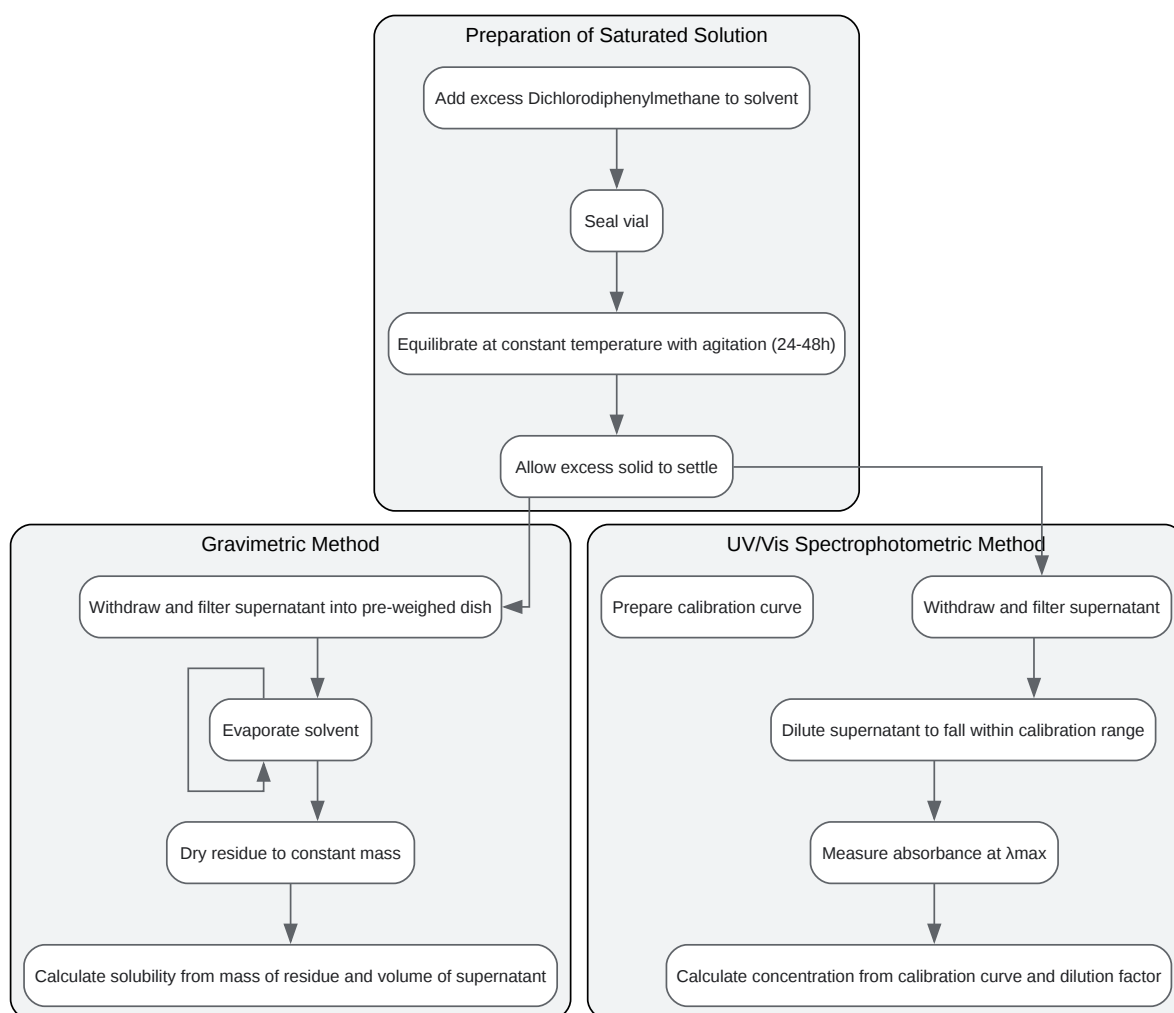 Preparation of Saturated Solution
Add excess Dichlorodiphenylmethane to solvent
Seal vial
Equilibrate at constant temperature with agitation (24-48h)
Allow excess solid to settle
Gravimetric Method
Withdraw and filter supernatant into pre-weighed dish
Evaporate solvent
Dry residue to constant mass
Calculate solubility from mass of residue and volume of supernatant
UV/Vis Spectrophotometric Method
Prepare calibration curve
Withdraw and filter supernatant
Dilute supernatant to fall within calibration range
Measure absorbance at λmax
Calculate concentration from calibration curve and dilution factor